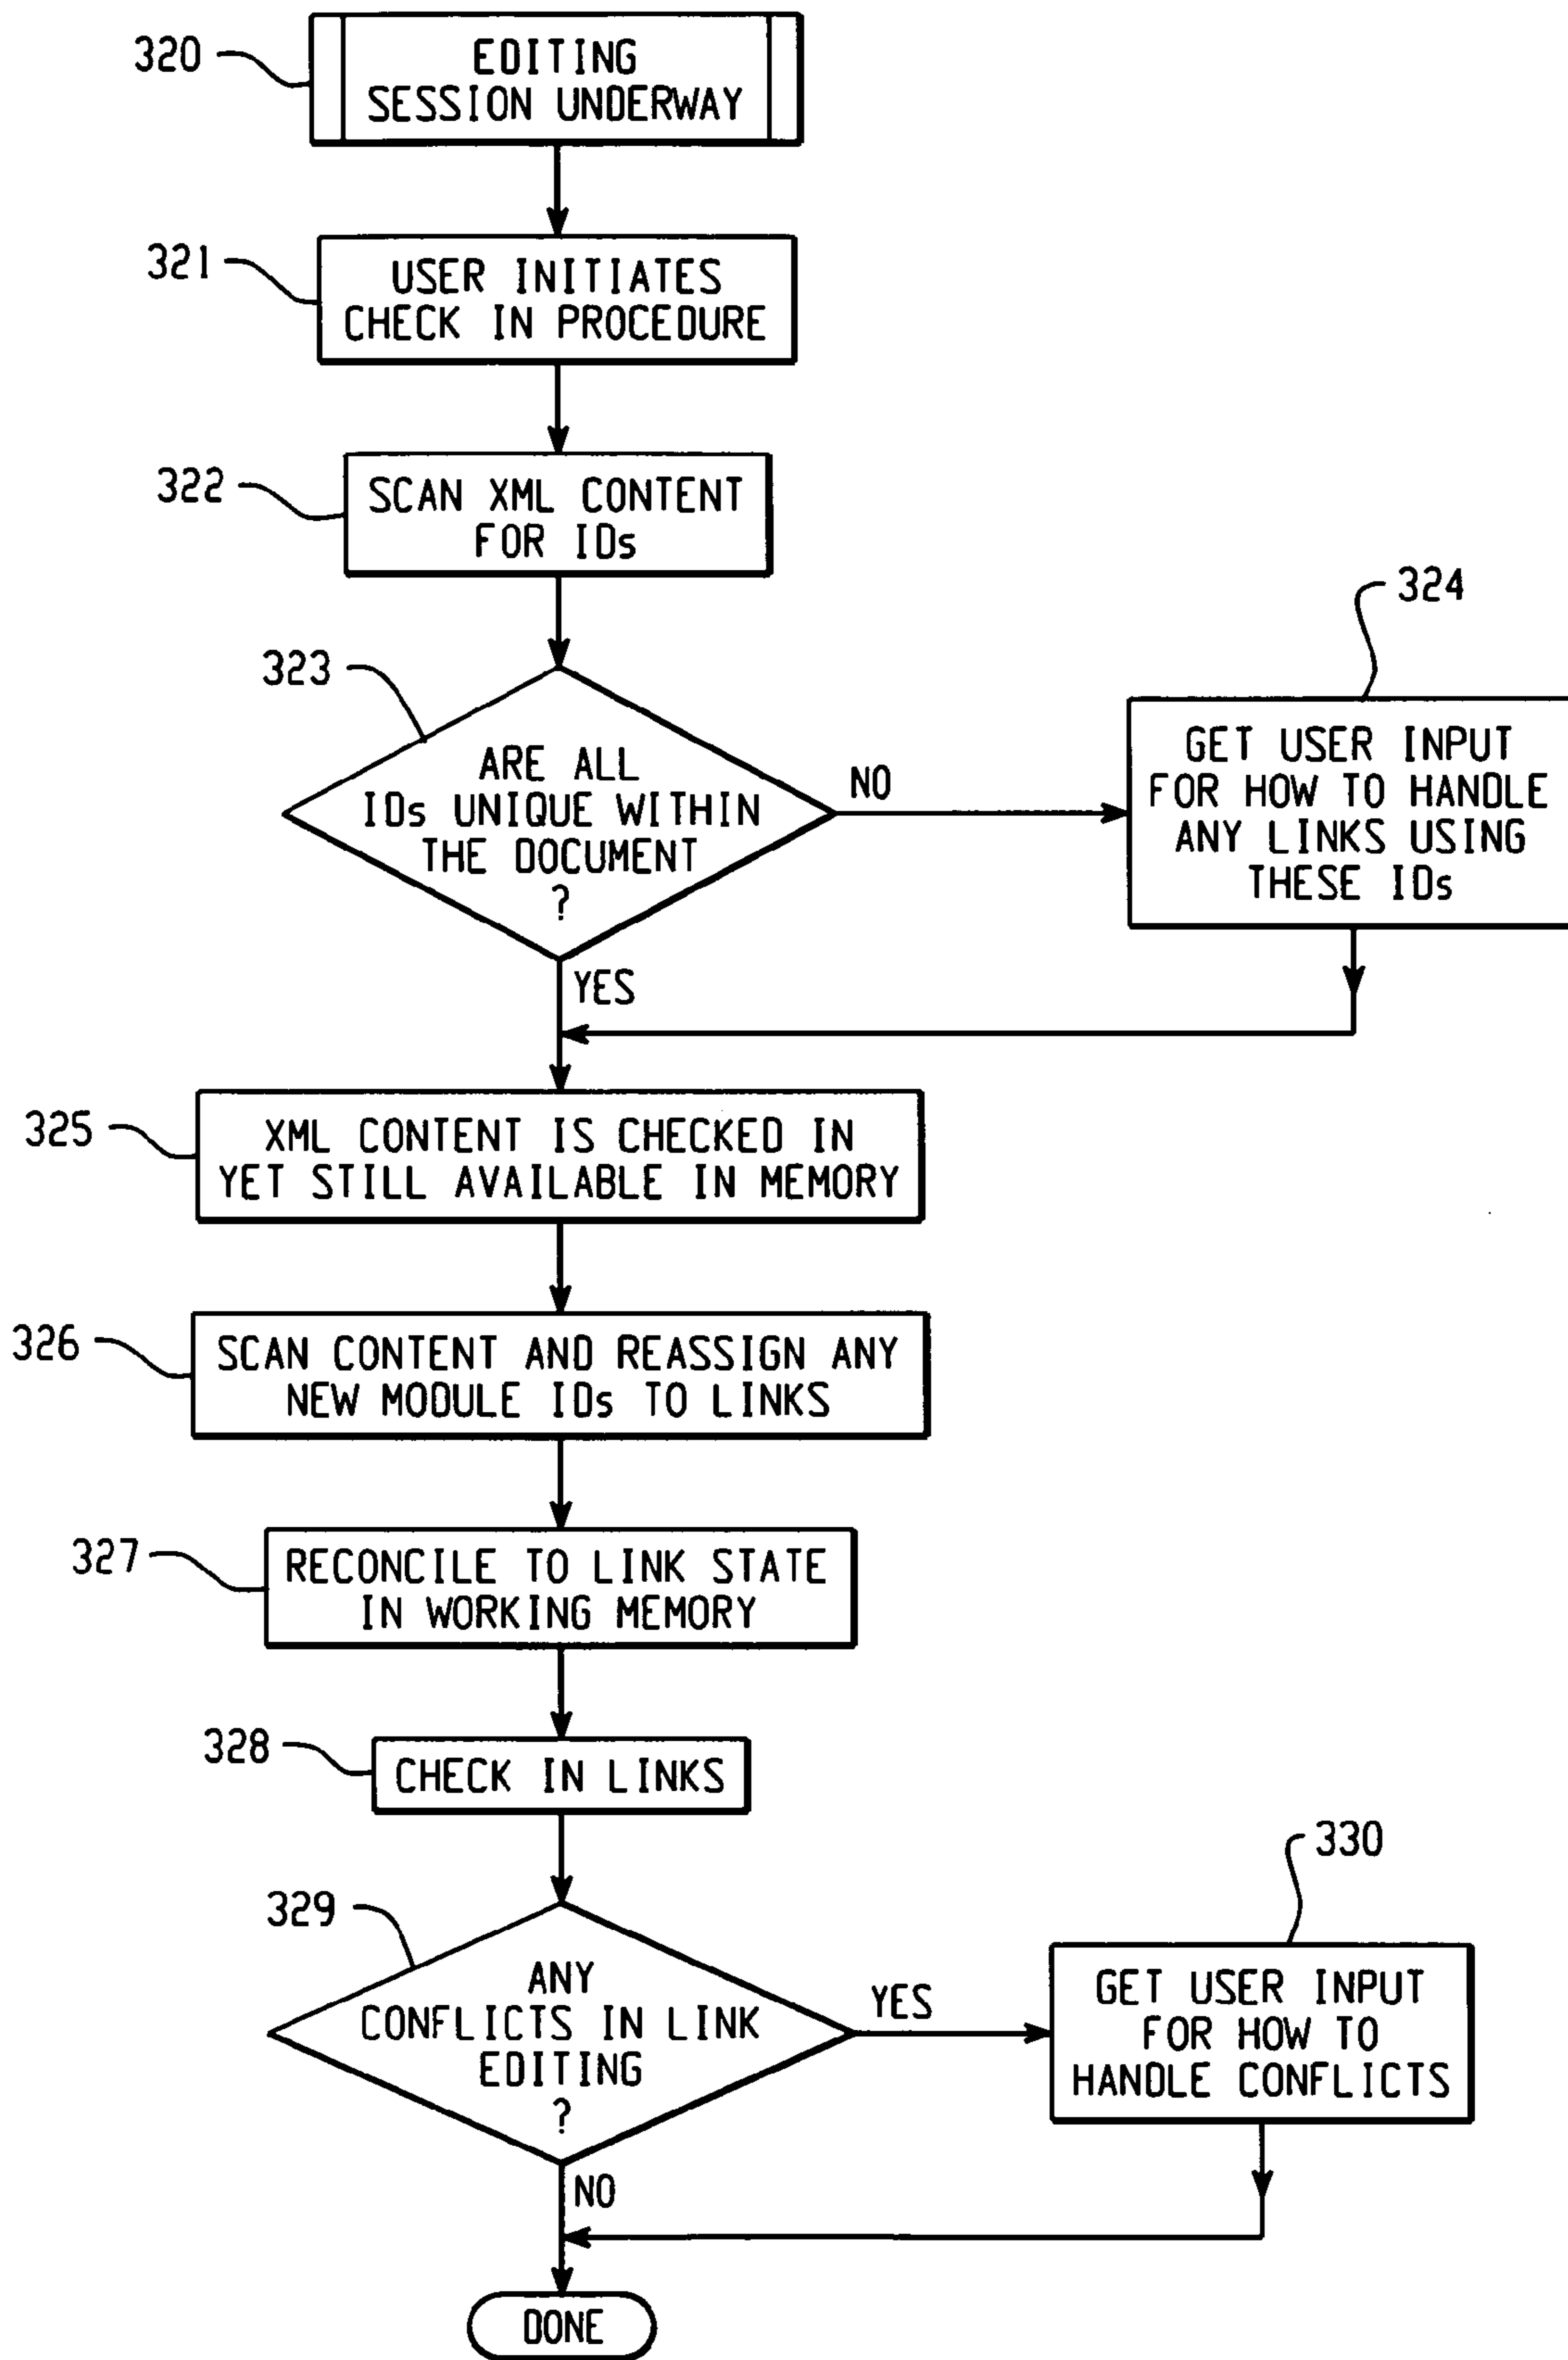 320
EDITING
SESSION UNDERWAY
321
USER INITIATES
CHECK IN PROCEDURE
322
SCAN XML CONTENT
FOR IDs
323
ARE ALL
IDs UNIQUE WITHIN
THE DOCUMENT
?
NO
324
GET USER INPUT
FOR HOW TO HANDLE
ANY LINKS USING
THESE IDs
YES
325
XML CONTENT IS CHECKED IN
YET STILL AVAILABLE IN MEMORY
326
SCAN CONTENT AND REASSIGN ANY
NEW MODULE IDs TO LINKS
327
RECONCILE TO LINK STATE
IN WORKING MEMORY
328
CHECK IN LINKS
329
ANY
CONFLICTS IN LINK
EDITING
?
YES
330
GET USER INPUT
FOR HOW TO
HANDLE CONFLICTS
NO
DONE